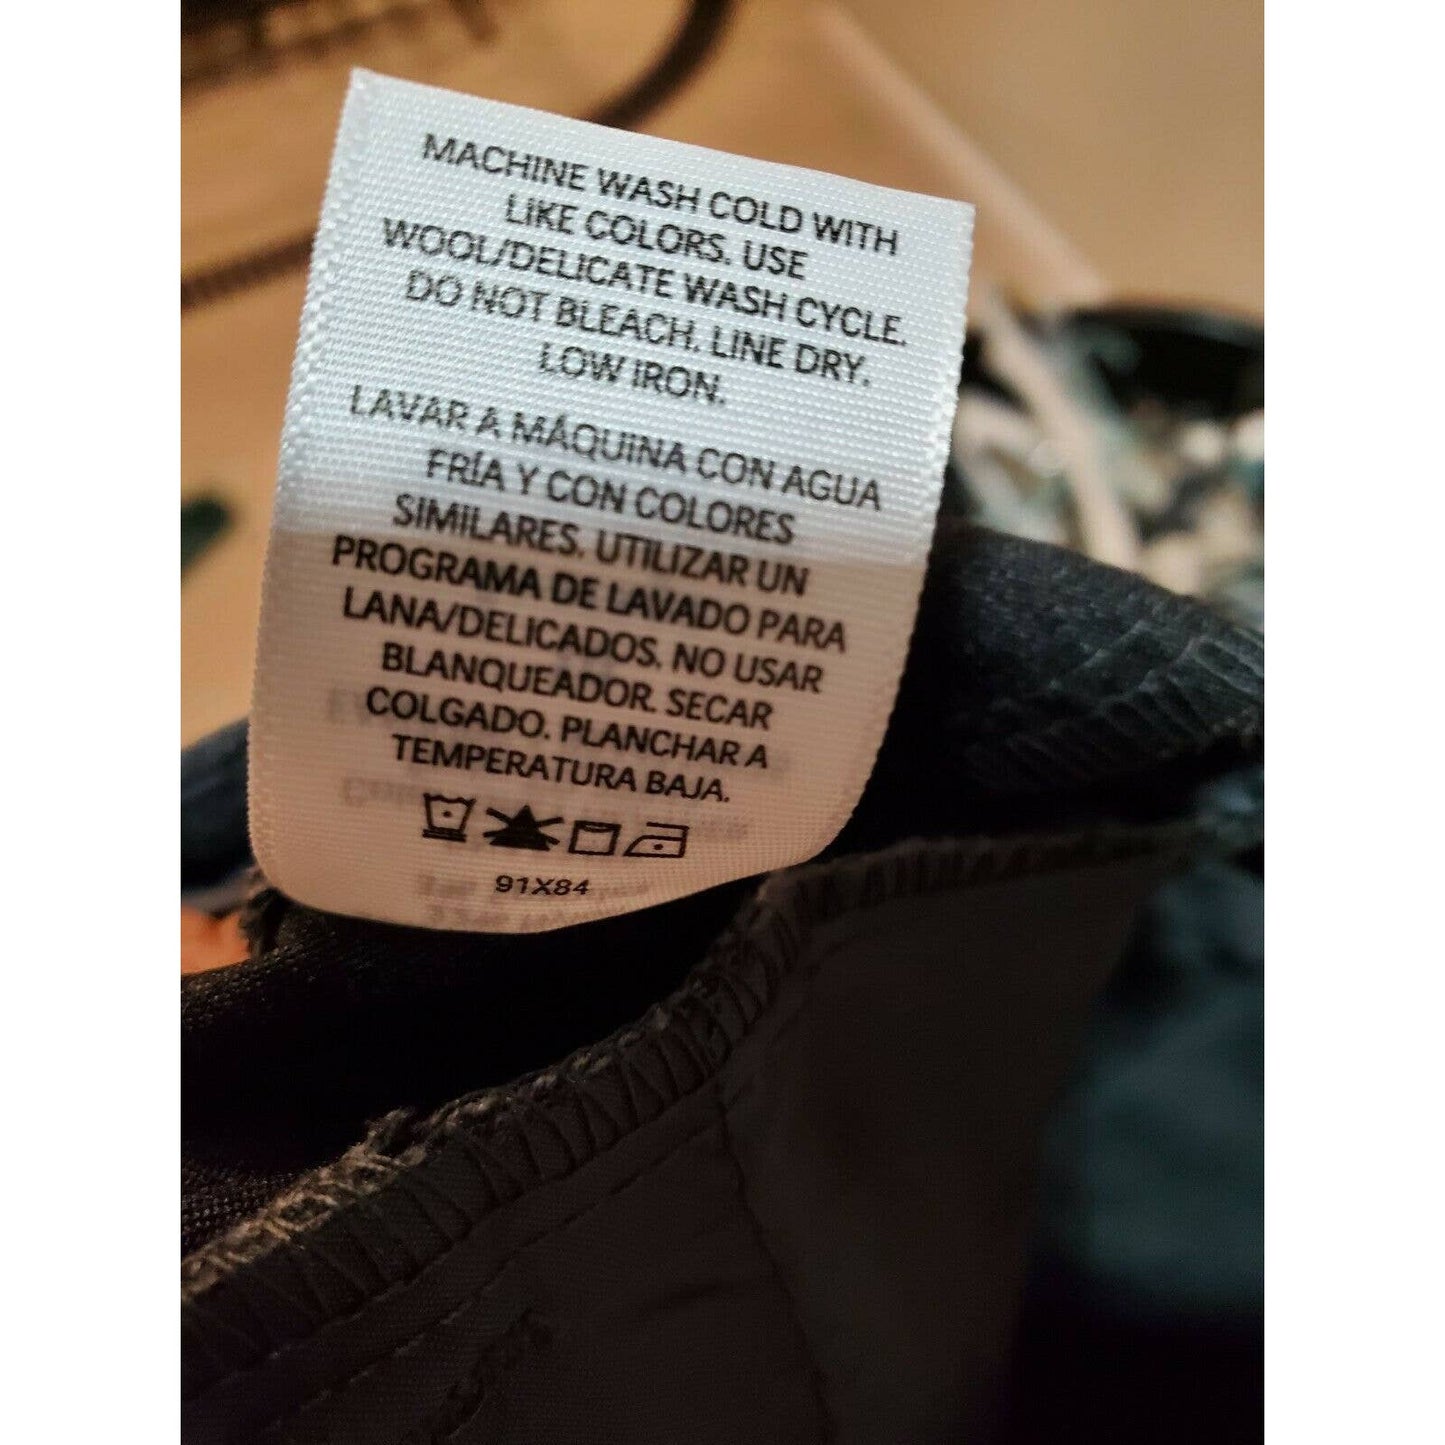 MACHINE WASH COLD WITH
LIKE COLORS. USE
WOOL/DELICATE WASH CYCLE.
DO NOT BLEACH. LINE DRY.
LOW IRON.
LAVAR A MÁQUINA CON AGUA
FRÍA Y CON COLORES
SIMILARES. UTILIZAR UN
PROGRAMA DE LAVADO PARA
LANA/DELICADOS. NO USAR
BLANQUEADOR. SECAR
COLGADO. PLANCHAR A
TEMPERATURA BAJA.
91X84